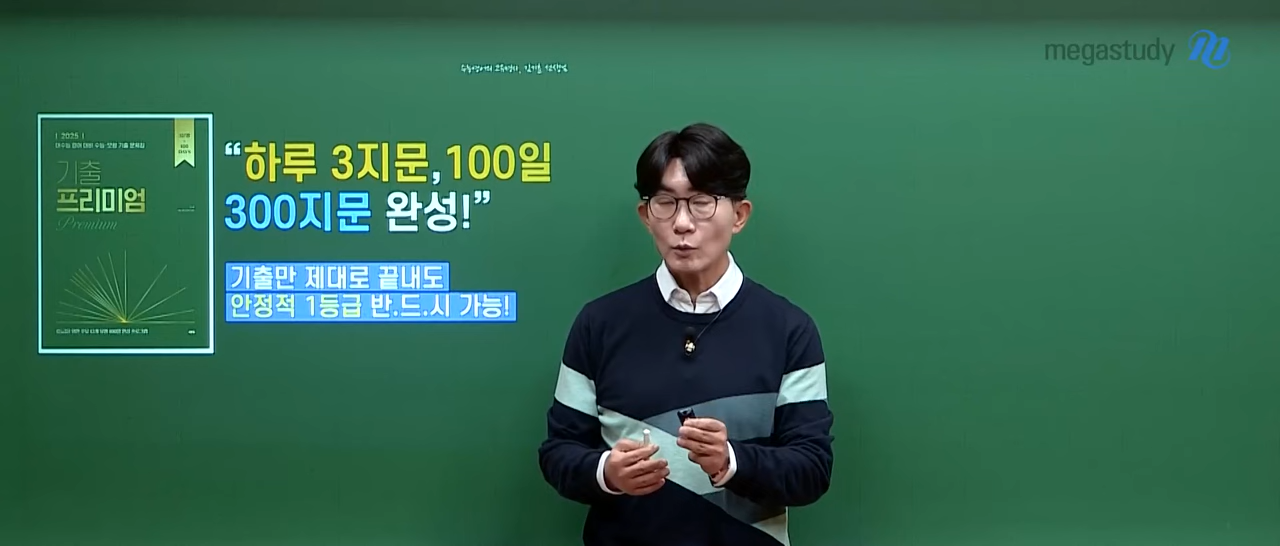 megastudy
“하루 3지문,100일
300지문 완성!”
기출만 제대로 끝내도
안정적 1등급 반.드.시 가능!
| 2025 |
기출
프리미엄
Premium